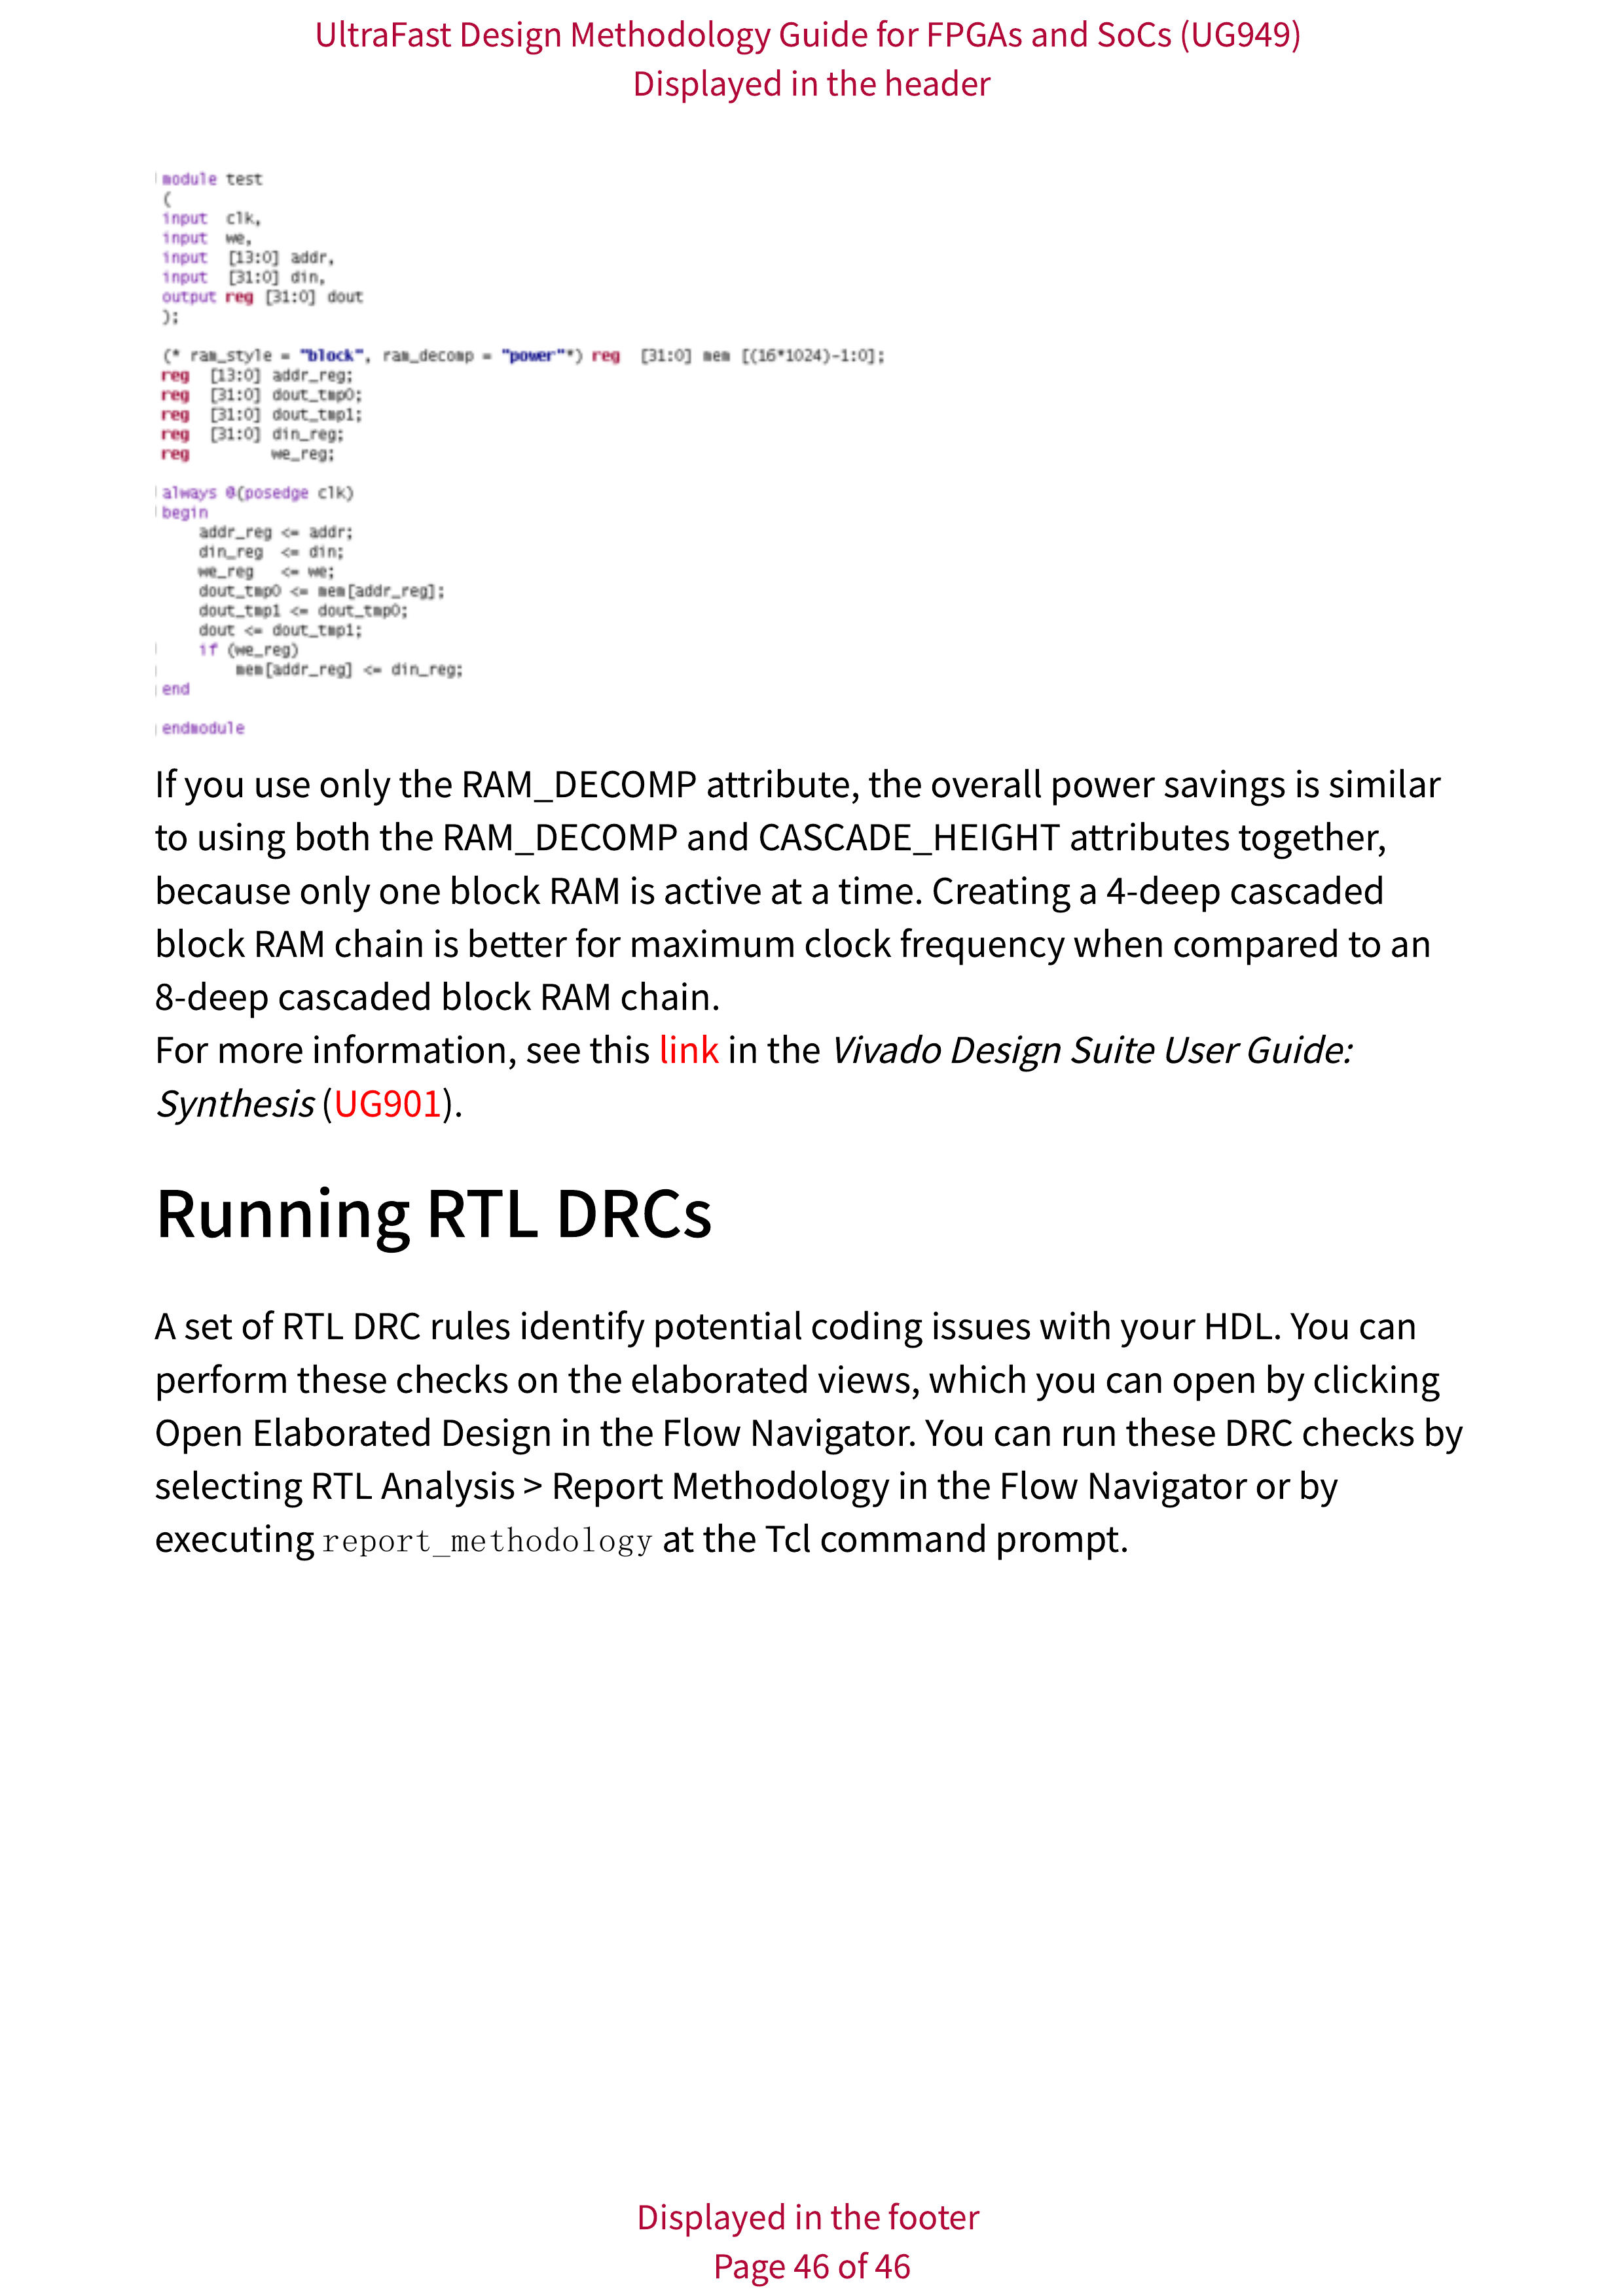 UltraFast Design Methodology Guide for FPGAs and SoCs (UG949)
Displayed in the header
module test
(
input  clk,
input  we,
input  [13:0] addr,
input  [31:0] din,
output reg [31:0] dout
);
(* ram_style = "block", ram_decomp = "power"*) reg  [31:0] mem [(16*1024)-1:0];
reg  [13:0] addr_reg;
reg  [31:0] dout_tmp0;
reg  [31:0] dout_tmp1;
reg  [31:0] din_reg;
reg         we_reg;
always @(posedge clk)
begin
    addr_reg <= addr;
    din_reg  <= din;
    we_reg   <= we;
    dout_tmp0 <= mem[addr_reg];
    dout_tmp1 <= dout_tmp0;
    dout <= dout_tmp1;
    if (we_reg)
        mem[addr_reg] <= din_reg;
end
endmodule
If you use only the RAM_DECOMP attribute, the overall power savings is similar
to using both the RAM_DECOMP and CASCADE_HEIGHT attributes together,
because only one block RAM is active at a time. Creating a 4-deep cascaded
block RAM chain is better for maximum clock frequency when compared to an
8-deep cascaded block RAM chain.
For more information, see this link in the Vivado Design Suite User Guide:
Synthesis (UG901).
Running RTL DRCs
A set of RTL DRC rules identify potential coding issues with your HDL. You can
perform these checks on the elaborated views, which you can open by clicking
Open Elaborated Design in the Flow Navigator. You can run these DRC checks by
selecting RTL Analysis > Report Methodology in the Flow Navigator or by
executing report_methodology at the Tcl command prompt.
Displayed in the footer
Page 46 of 46